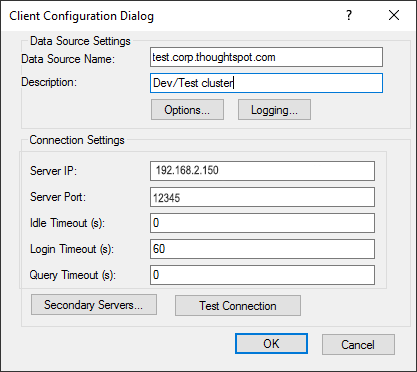 Client Configuration Dialog
Data Source Settings
Data Source Name: test.corp.thoughtspot.com
Description: Dev/Test cluster
Options... Logging...
Connection Settings
Server IP: 192.168.2.150
Server Port: 12345
Idle Timeout (s): 0
Login Timeout (s): 60
Query Timeout (s): 0
Secondary Servers... Test Connection
OK Cancel